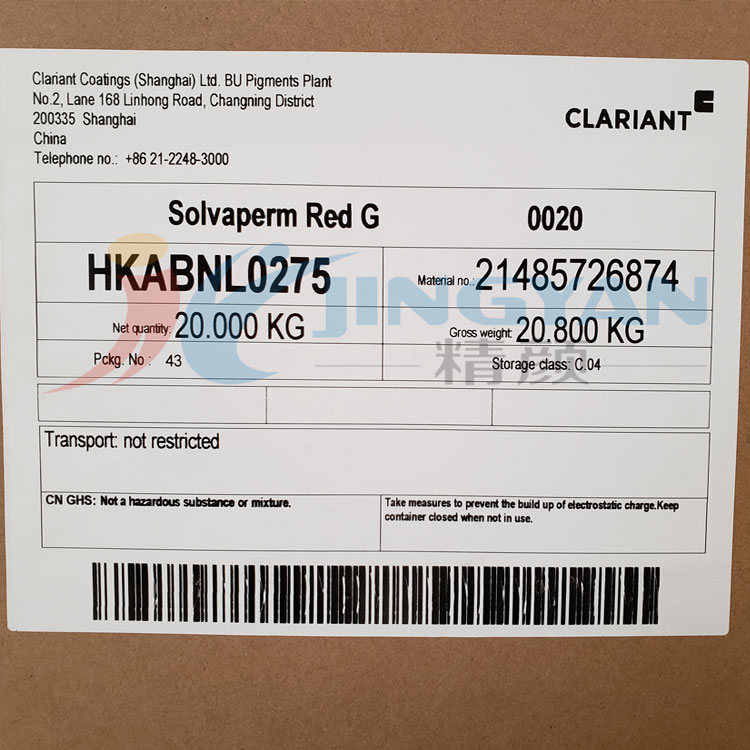 Clariant Coatings (Shanghai) Ltd. BU Pigments Plant
No.2, Lane 168 Linhong Road, Changning District
200335 Shanghai
China
Telephone no.: +86 21-2248-3000
CLARIANT
Solvaperm Red G 0020
HKABNL0275
Material no.: 21485726874
JINGYAN
精颜
Net quantity: 20.000 KG
Gross weight: 20.800 KG
Pckg. No : 43
Storage class: C.04
Transport: not restricted
CN GHS: Not a hazardous substance or mixture.
Take measures to prevent the build up of electrostatic charge.Keep
container closed when not in use.